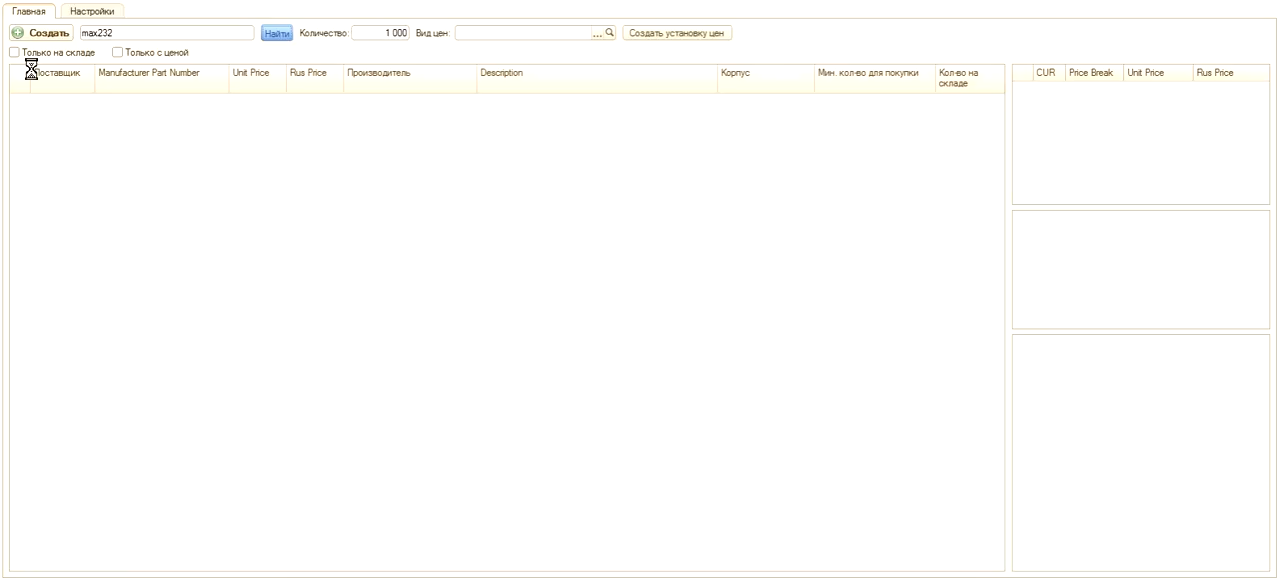 Главная Настройки
Создать max232 Найти Количество: 1 000 Вид цен: ... Создать установку цен
Только на складе Только с ценой
Manufacturer Part Number Unit Price Rus Price Производитель Description Корпус Мин. кол-во для покупки Кол-во на складе
CUR Price Break Unit Price Rus Price